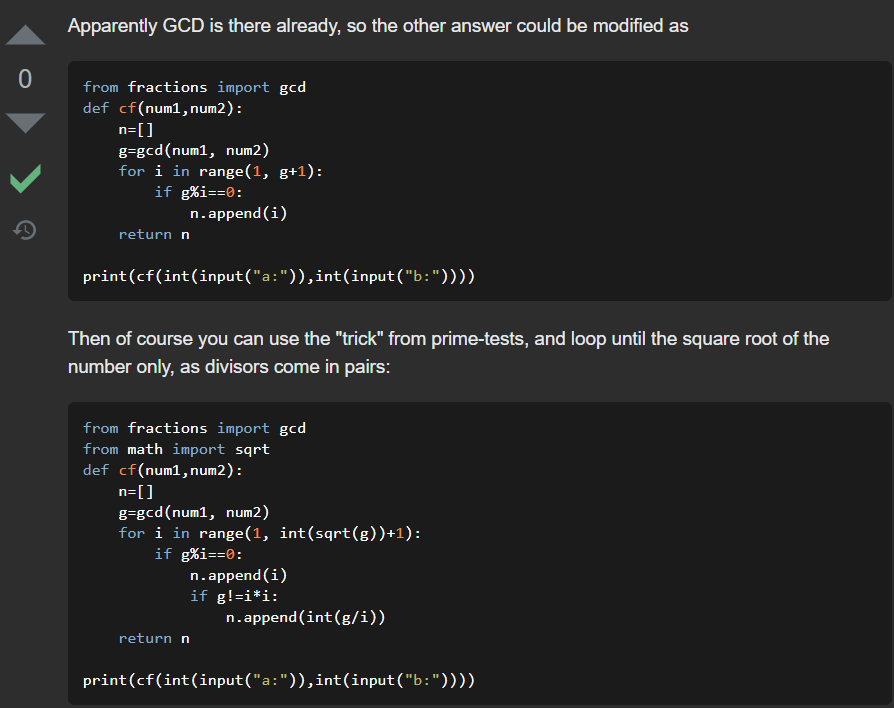 Apparently GCD is there already, so the other answer could be modified as
0
from fractions import gcd
def cf(num1,num2):
    n=[]
    g=gcd(num1, num2)
    for i in range(1, g+1):
        if g%i==0:
            n.append(i)
    return n

print(cf(int(input("a:")),int(input("b:"))))
Then of course you can use the "trick" from prime-tests, and loop until the square root of the
number only, as divisors come in pairs:
from fractions import gcd
from math import sqrt
def cf(num1,num2):
    n=[]
    g=gcd(num1, num2)
    for i in range(1, int(sqrt(g))+1):
        if g%i==0:
            n.append(i)
            if g!=i*i:
                n.append(int(g/i))
    return n

print(cf(int(input("a:")),int(input("b:"))))